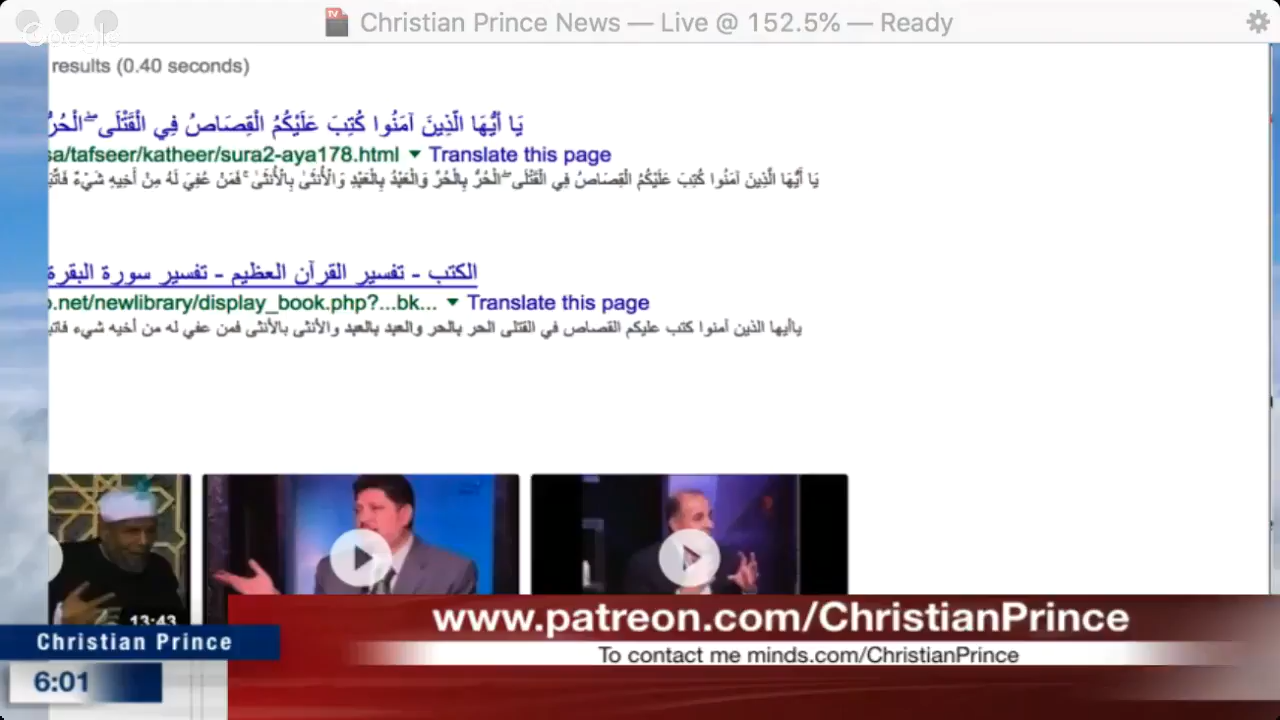 Christian Prince News — Live @ 152.5% — Ready
Google
results (0.40 seconds)
يَا أَيُّهَا الَّذِينَ آمَنُوا كُتِبَ عَلَيْكُمُ الْقِصَاصُ فِي الْقَتْلَى ۖ الْحُرُّ
sa/tafseer/katheer/sura2-aya178.html ▼ Translate this page
يَا أَيُّهَا الَّذِينَ آمَنُوا كُتِبَ عَلَيْكُمُ الْقِصَاصُ فِي الْقَتْلَى ۖ الْحُرُّ بِالْحُرِّ وَالْعَبْدُ بِالْعَبْدِ وَالْأُنثَىٰ بِالْأُنثَىٰ ۚ فَمَنْ عُفِيَ لَهُ مِنْ أَخِيهِ شَيْءٌ
الكتب - تفسير القرآن العظيم - تفسير سورة البقرة
.net/newlibrary/display_book.php?...bk... ▼ Translate this page
ياأيها الذين آمنوا كتب عليكم القصاص في القتلى الحر بالحر والعبد بالعبد والأنثى بالأنثى فمن عفي له من أخيه شيء
13:43
www.patreon.com/ChristianPrince
Christian Prince
To contact me minds.com/ChristianPrince
6:01